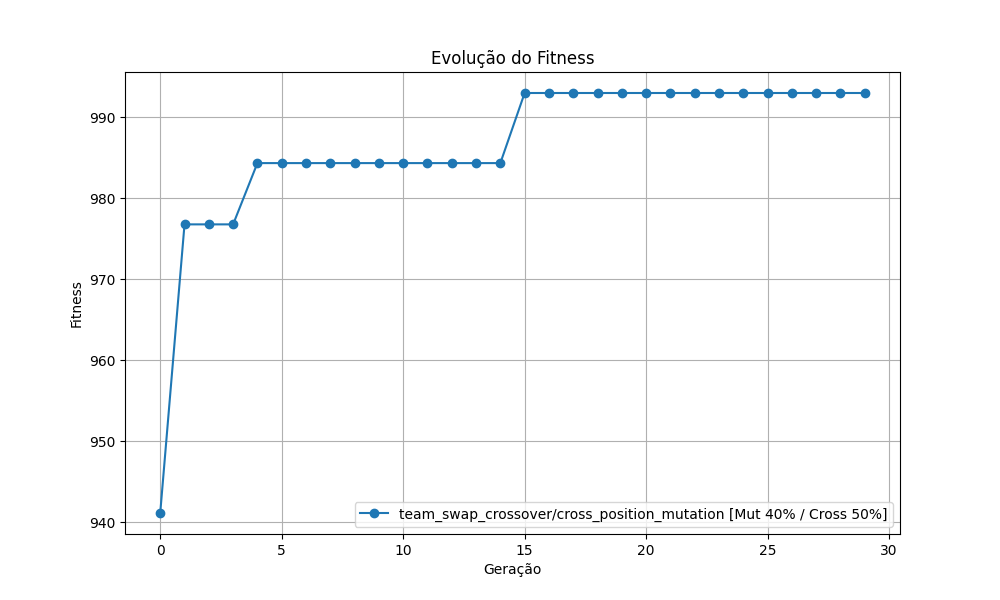 Evolução do Fitness
Fitness
990
980
970
960
950
940
0 5 10 15 20 25 30
Geração
team_swap_crossover/cross_position_mutation [Mut 40% / Cross 50%]